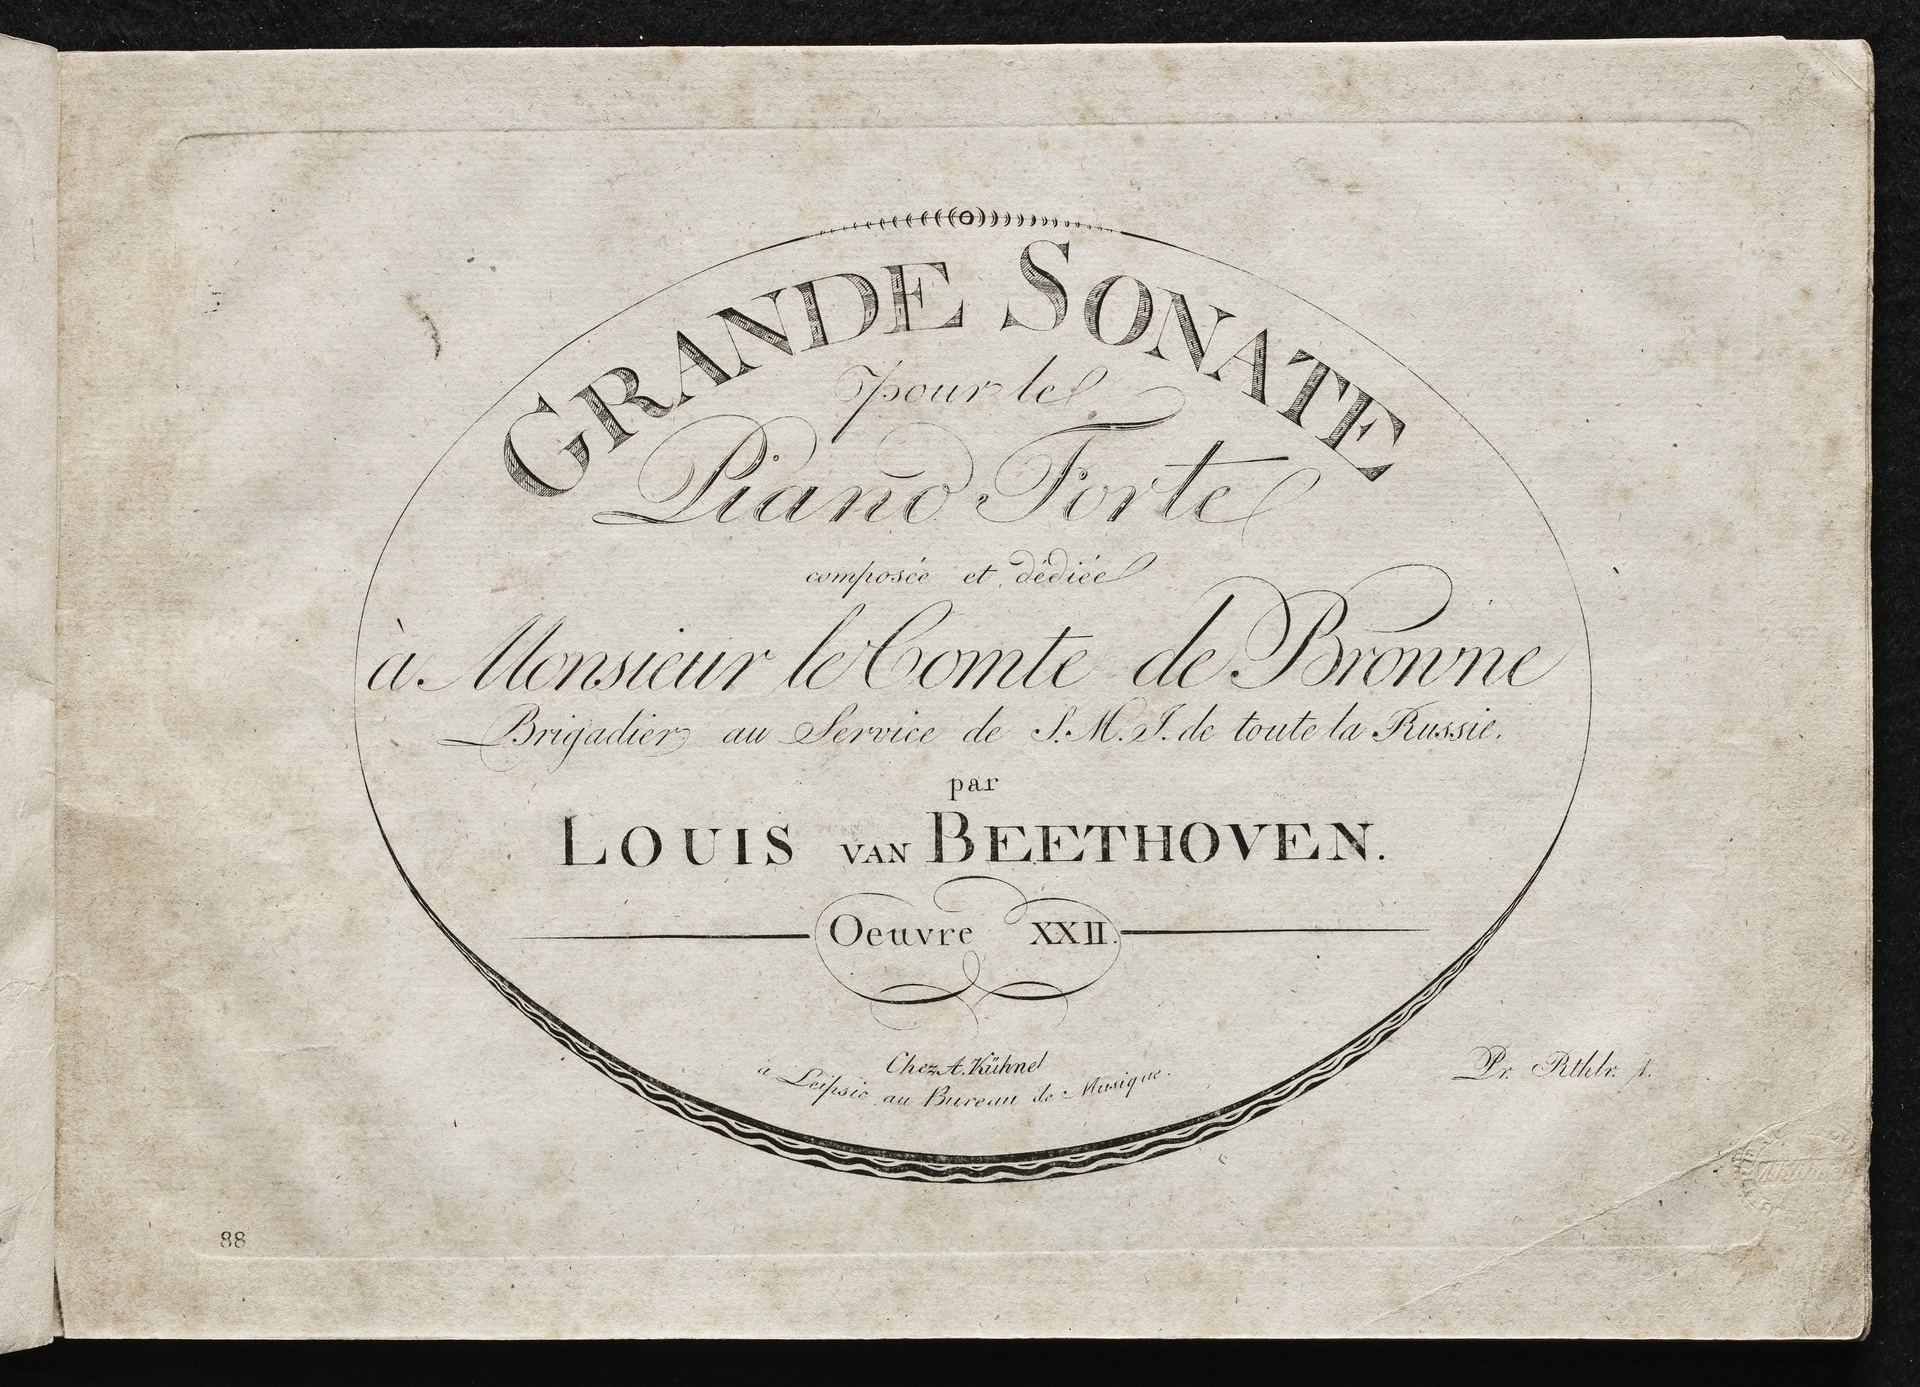 GRANDE SONATE
pour le
Piano Forte
composée et dédiée
à Monsieur le Comte de Browne
Brigadier au Service de S.M.I. de toute la Russie.
par
LOUIS VAN BEETHOVEN.
Oeuvre XXII.
Chez A. Kühnel
à Leipsic au Bureau de Musique.
Pr. Rthlr. 1.
88